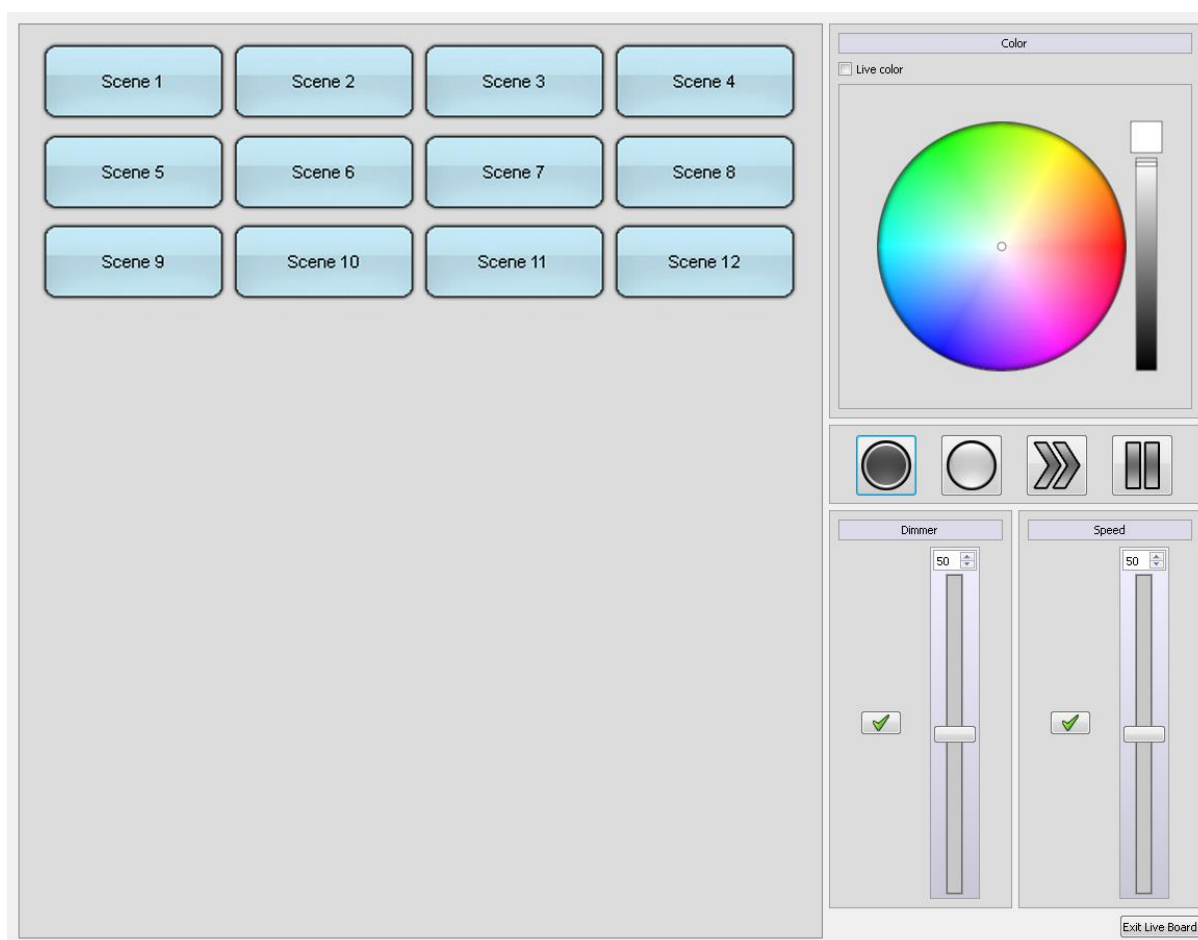 Scene 1 Scene 2 Scene 3 Scene 4
Scene 5 Scene 6 Scene 7 Scene 8
Scene 9 Scene 10 Scene 11 Scene 12
Color
Live color
Dimmer
50
Speed
50
Exit Live Board